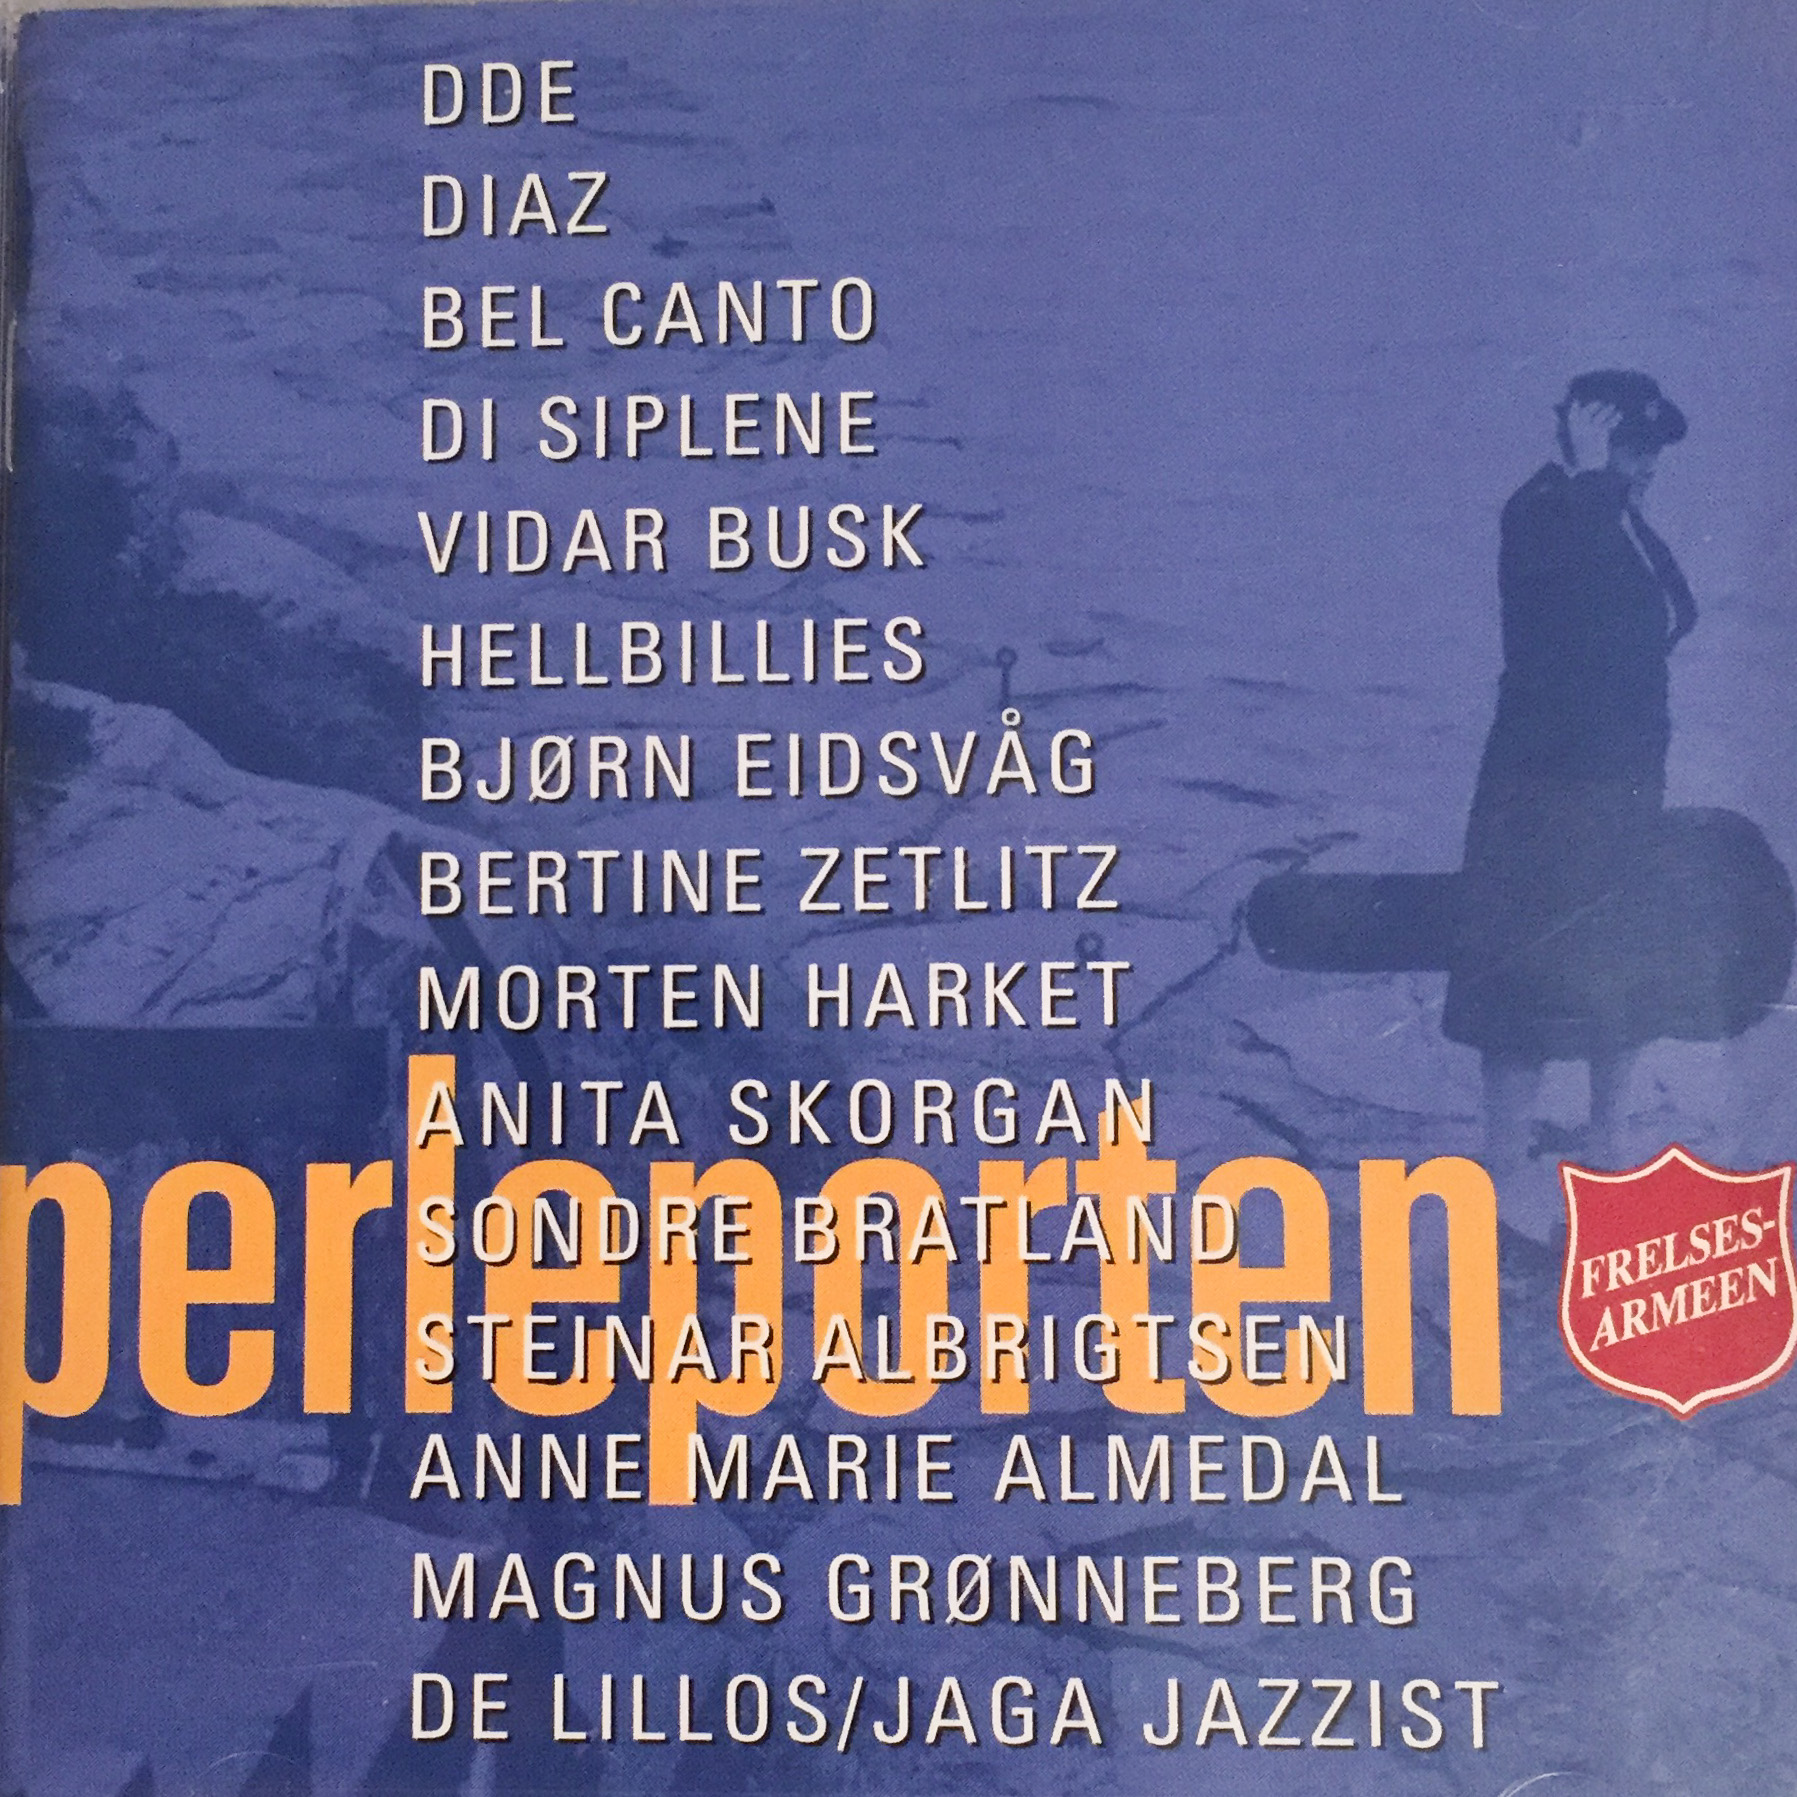 DDE
DIAZ
BEL CANTO
DI SIPLENE
VIDAR BUSK
HELLBILLIES
BJØRN EIDSVÅG
BERTINE ZETLITZ
MORTEN HARKET
ANITA SKORGAN
perleporten
SONDRE BRATLAND
STEINAR ALBRIGTSEN
FRELSES-
ARMEEN
ANNE MARIE ALMEDAL
MAGNUS GRØNNEBERG
DE LILLOS/JAGA JAZZIST